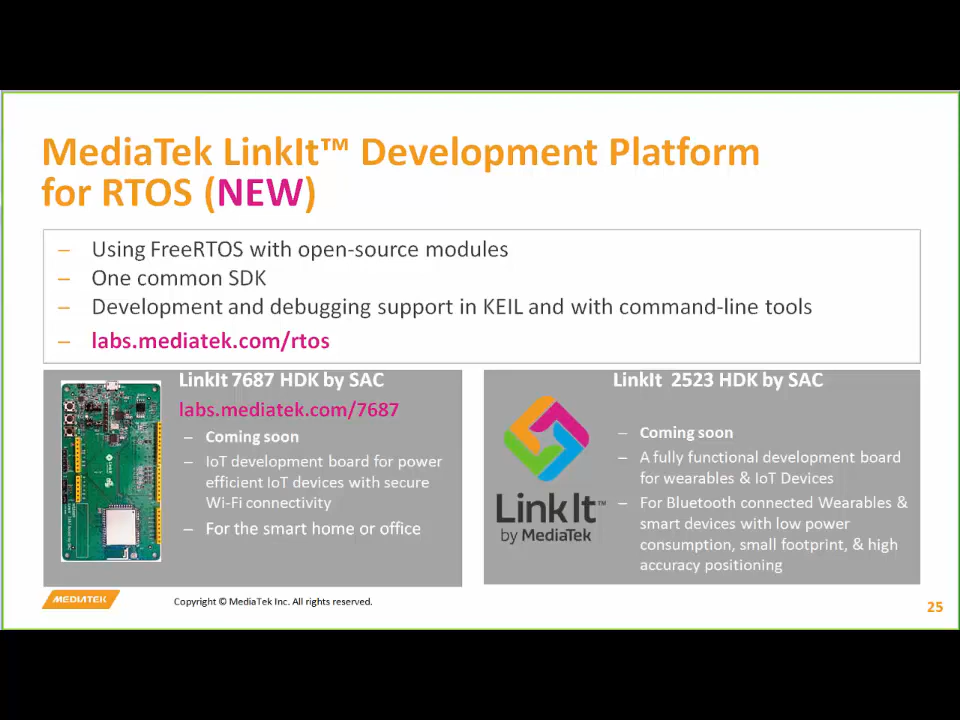 MediaTek LinkIt™ Development Platform
for RTOS (NEW)
– Using FreeRTOS with open-source modules
– One common SDK
– Development and debugging support in KEIL and with command-line tools
– labs.mediatek.com/rtos
LinkIt 7687 HDK by SAC
labs.mediatek.com/7687
– Coming soon
– IoT development board for power
efficient IoT devices with secure
Wi-Fi connectivity
– For the smart home or office
LinkIt 2523 HDK by SAC
– Coming soon
– A fully functional development board
for wearables & IoT Devices
– For Bluetooth connected Wearables &
smart devices with low power
consumption, small footprint, & high
accuracy positioning
LinkIt™
by MediaTek
MEDIATEK
Copyright © MediaTek Inc. All rights reserved.
25